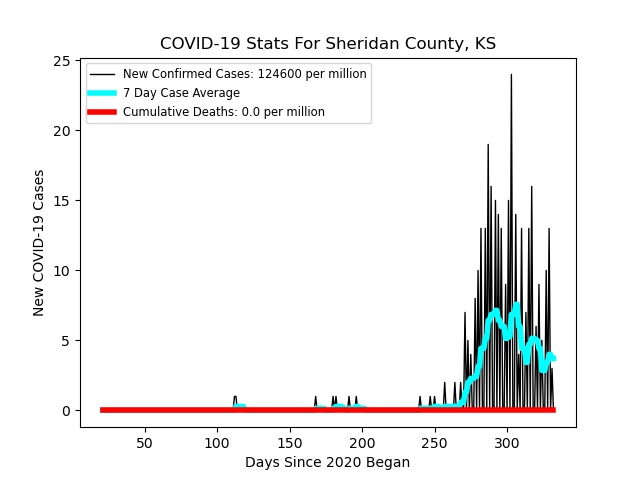 COVID-19 Stats For Sheridan County, KS
New Confirmed Cases: 124600 per million
7 Day Case Average
Cumulative Deaths: 0.0 per million
New COVID-19 Cases
25
20
15
10
5
0
50
100
150
200
250
300
Days Since 2020 Began